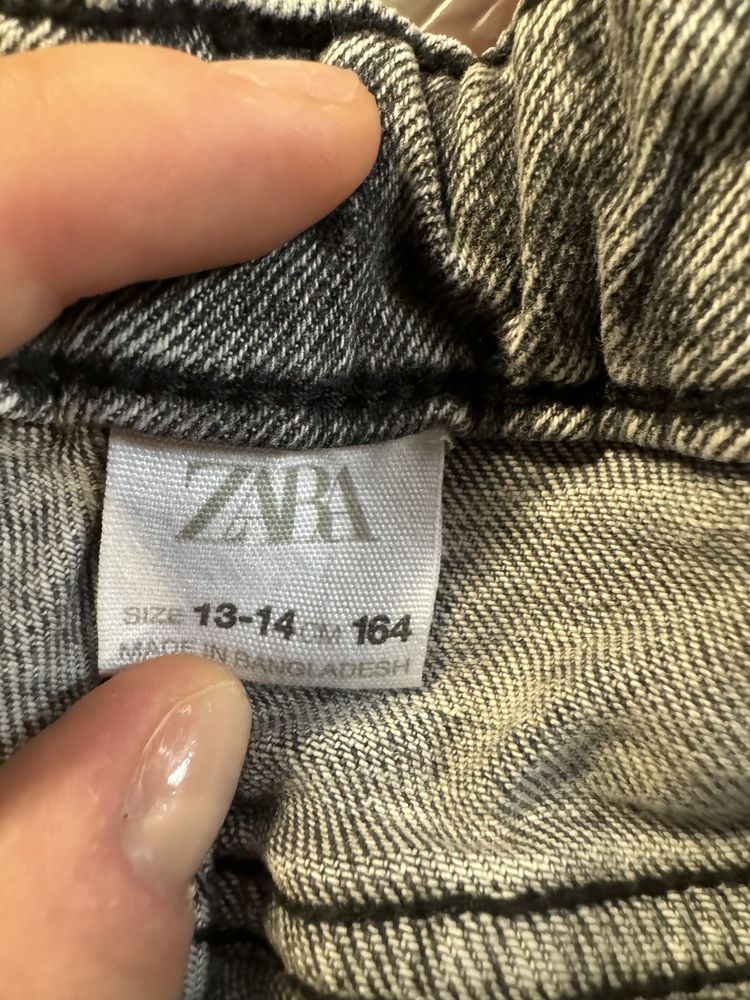 ZARA
SIZE 13-14 CM 164
MADE IN BANGLADESH